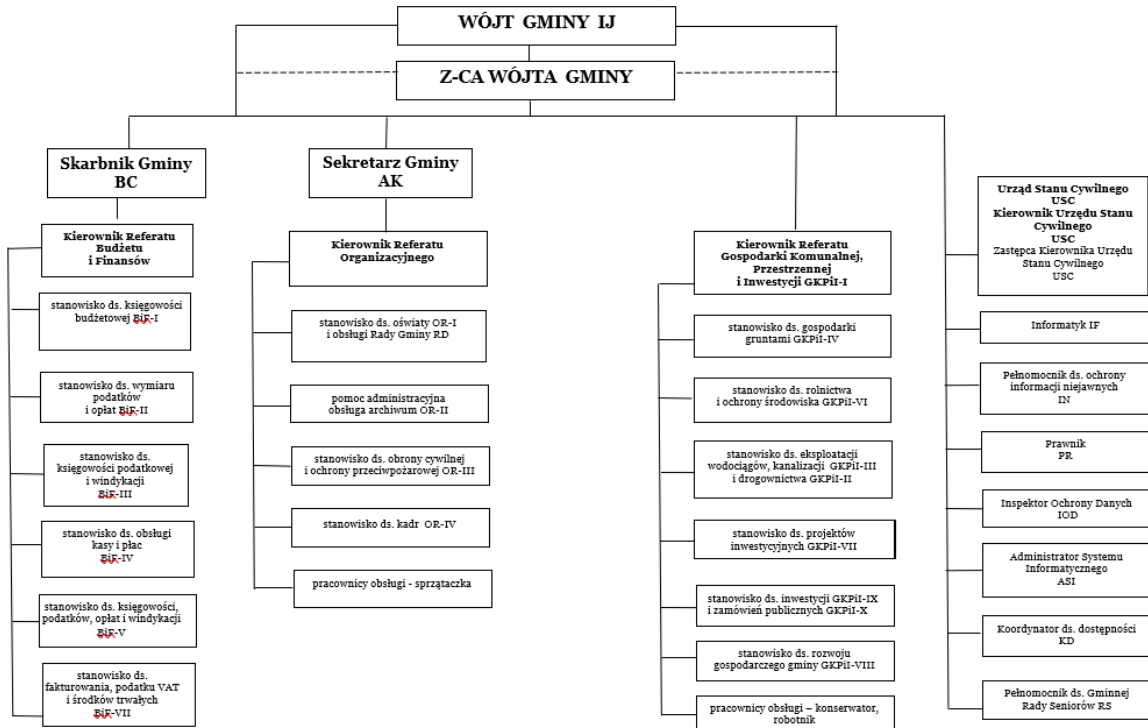 WÓJT GMINY IJ
Z-CA WÓJTA GMINY
Skarbnik Gminy
BC
Kierownik Referatu
Budżetu
i Finansów
stanowisko ds. księgowości
budżetowej BiF-I
stanowisko ds. wymiaru
podatków
i opłat BiF-II
stanowisko ds.
księgowości podatkowej
i windykacji
BiF-III
stanowisko ds. obsługi
kasy i płac
BiF-IV
stanowisko ds. księgowości,
podatków, opłat i windykacji
BiF-V
stanowisko ds.
fakturowania, podatku VAT
i środków trwałych
BiF-VII
Sekretarz Gminy
AK
Kierownik Referatu
Organizacyjnego
stanowisko ds. oświaty OR-I
i obsługi Rady Gminy RD
pomoc administracyjna
obsługa archiwum OR-II
stanowisko ds. obrony cywilnej
i ochrony przeciwpożarowej OR-III
stanowisko ds. kadr OR-IV
pracownicy obsługi - sprzątaczka
Kierownik Referatu
Gospodarki Komunalnej,
Przestrzennej
i Inwestycji GKPiI-I
stanowisko ds. gospodarki
gruntami GKPiI-IV
stanowisko ds. rolnictwa
i ochrony środowiska GKPiI-VI
stanowisko ds. eksploatacji
wodociągów, kanalizacji GKPiI-III
i drogownictwa GKPiI-II
stanowisko ds. projektów
inwestycyjnych GKPiI-VII
stanowisko ds. inwestycji GKPiI-IX
i zamówień publicznych GKPiI-X
stanowisko ds. rozwoju
gospodarczego gminy GKPiI-VIII
pracownicy obsługi – konserwator,
robotnik
Urząd Stanu Cywilnego
USC
Kierownik Urzędu Stanu
Cywilnego
USC
Zastępca Kierownika Urzędu
Stanu Cywilnego
USC
Informatyk IF
Pełnomocnik ds. ochrony
informacji niejawnych
IN
Prawnik
PR
Inspektor Ochrony Danych
IOD
Administrator Systemu
Informatycznego
ASI
Koordynator ds. dostępności
KD
Pełnomocnik ds. Gminnej
Rady Seniorów RS